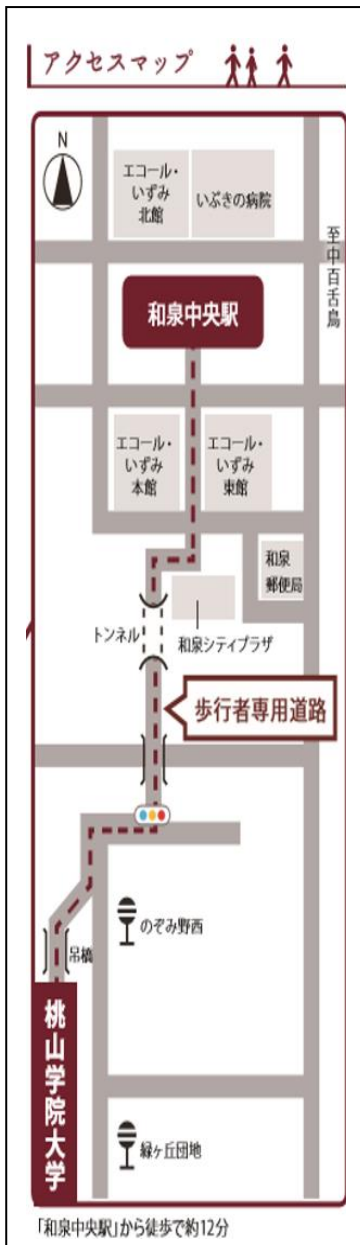 アクセスマップ
N
エコール・
いずみ
北館
いぶきの病院
至中百舌鳥
和泉中央駅
エコール・
いずみ
本館
エコール・
いずみ
東館
和泉
郵便局
トンネル
和泉シティプラザ
歩行者専用道路
のぞみ野西
吊橋
桃山学院大学
緑ヶ丘団地
「和泉中央駅」から徒歩で約12分